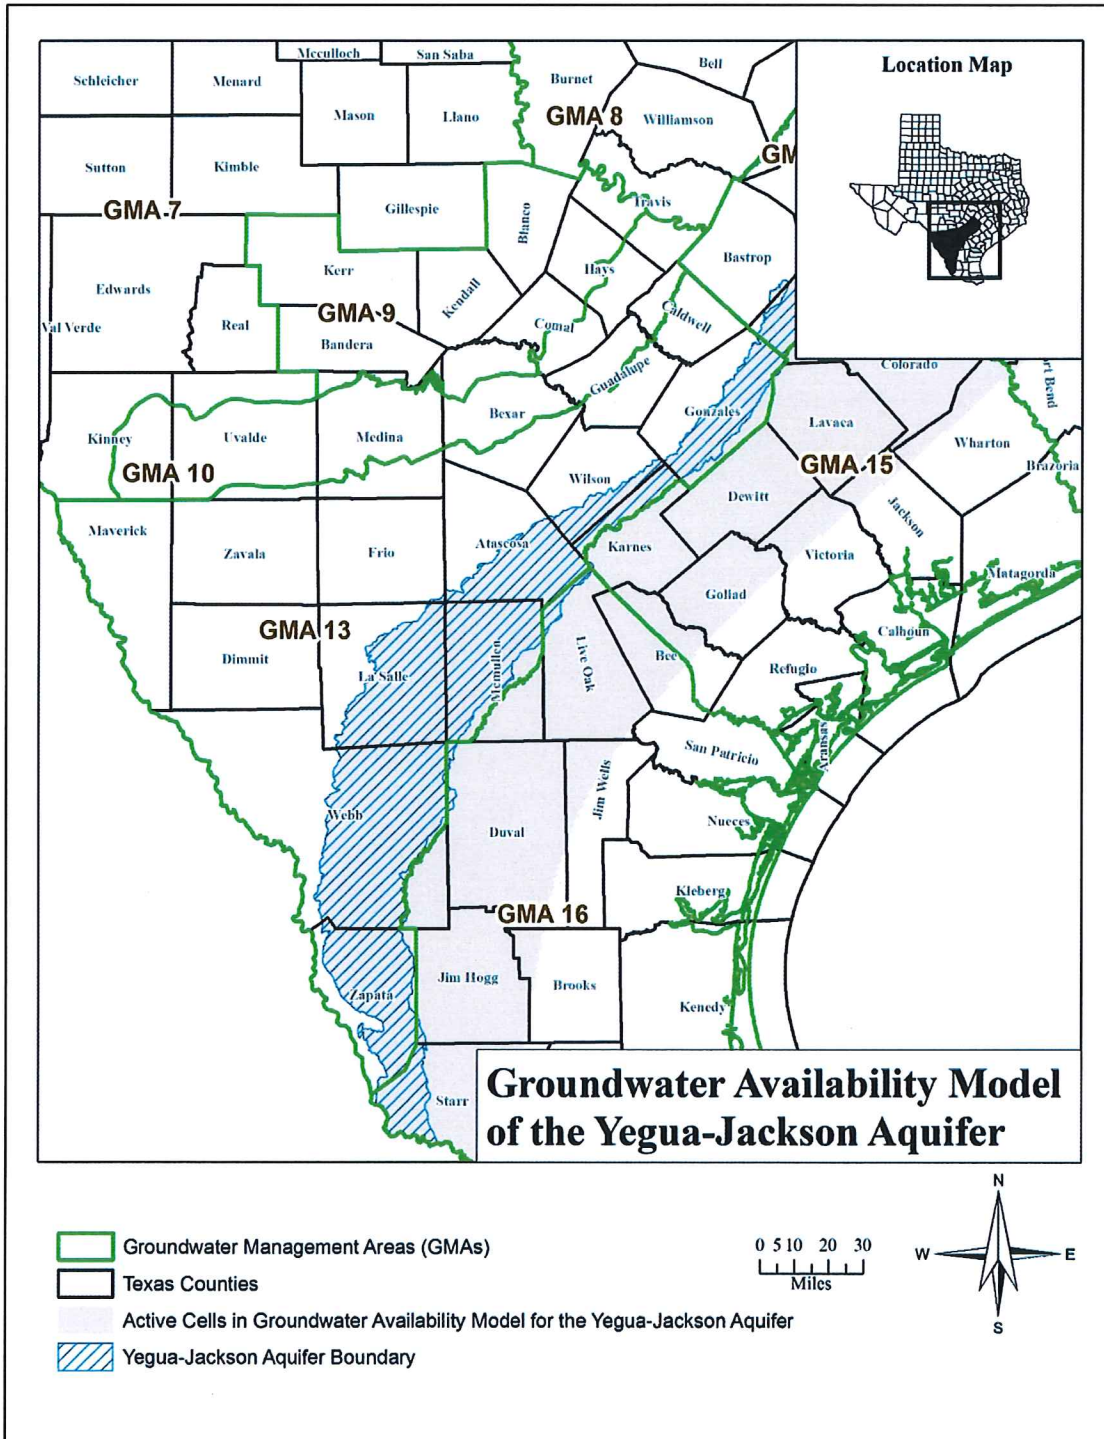 Mcculloch
San Saba
Bell
Schleicher
Menard
Burnet
Location Map
Mason
Llano
GMA 8
Williamson
GM
Sutton
Kimble
GMA 7
Gillespie
Blanco
Travis
Bastrop
Kerr
Hays
Edwards
Kendall
Val Verde
Real
GMA 9
Bandera
Comal
Caldwell
Colorado
Guadalupe
Fort Bend
Kinney
Uvalde
Medina
Bexar
Gonzales
Lavaca
Wharton
GMA 10
GMA 15
Brazoria
Wilson
Dewitt
Maverick
Jackson
Zavala
Frio
Atascosa
Karnes
Victoria
Matagorda
Goliad
GMA 13
Calhoun
Dimmit
La Salle
Mcmullen
Live Oak
Bee
Refugio
San Patricio
Aransas
Jim Wells
Webb
Duval
Nueces
Kleberg
GMA 16
Zapata
Jim Hogg
Brooks
Kenedy
Starr
Groundwater Availability Model
of the Yegua-Jackson Aquifer
Groundwater Management Areas (GMAs)
Texas Counties
Active Cells in Groundwater Availability Model for the Yegua-Jackson Aquifer
Yegua-Jackson Aquifer Boundary
0 5 10 20 30
Miles
N
W
E
S